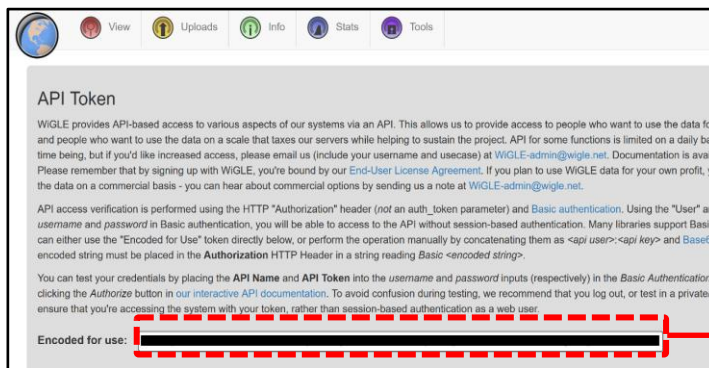 View Uploads Info Stats Tools
API Token
WiGLE provides API-based access to various aspects of our systems via an API. This allows us to provide access to people who want to use the data fo
and people who want to use the data on a scale that taxes our servers while helping to sustain the project. API for some functions is limited on a daily ba
time being, but if you'd like increased access, please email us (include your username and usecase) at WiGLE-admin@wigle.net. Documentation is avai
Please remember that by signing up with WiGLE, you're bound by our End-User License Agreement. If you plan to use WiGLE data for your own profit, y
the data on a commercial basis - you can hear about commercial options by sending us a note at WiGLE-admin@wigle.net.
API access verification is performed using the HTTP "Authorization" header (not an auth_token parameter) and Basic authentication. Using the "User" a
username and password in Basic authentication, you will be able to access to the API without session-based authentication. Many libraries support Basi
can either use the "Encoded for Use" token directly below, or perform the operation manually by concatenating them as <api user>:<api key> and Base6
encoded string must be placed in the Authorization HTTP Header in a string reading Basic <encoded string>.
You can test your credentials by placing the API Name and API Token into the username and password inputs (respectively) in the Basic Authentication
clicking the Authorize button in our interactive API documentation. To avoid confusion during testing, we recommend that you log out, or test in a private
ensure that you're accessing the system with your token, rather than session-based authentication as a web user.
Encoded for use: